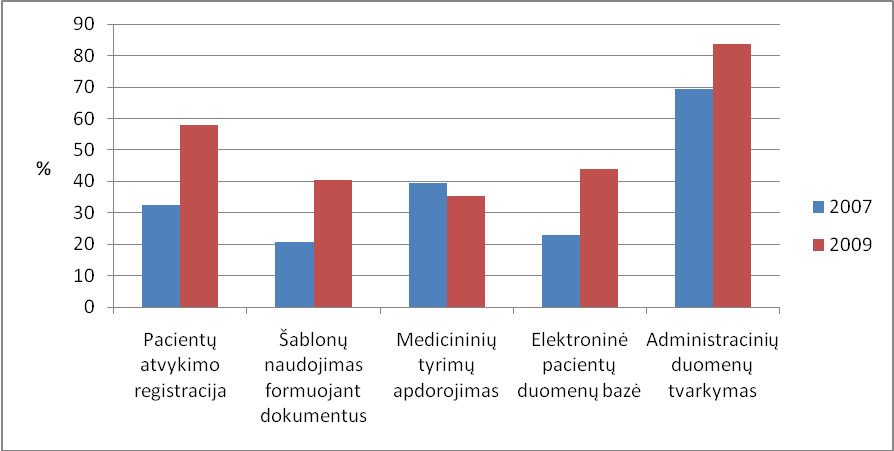 90
80
70
60
50
40
30
20
10
0
%
Pacientų
atvykimo
registracija
Šablonų
naudojimas
formuojant
dokumentus
Medicininių
tyrimų
apdorojimas
Elektroninė
pacientų
duomenų bazė
Administracinių
duomenų
tvarkymas
2007
2009